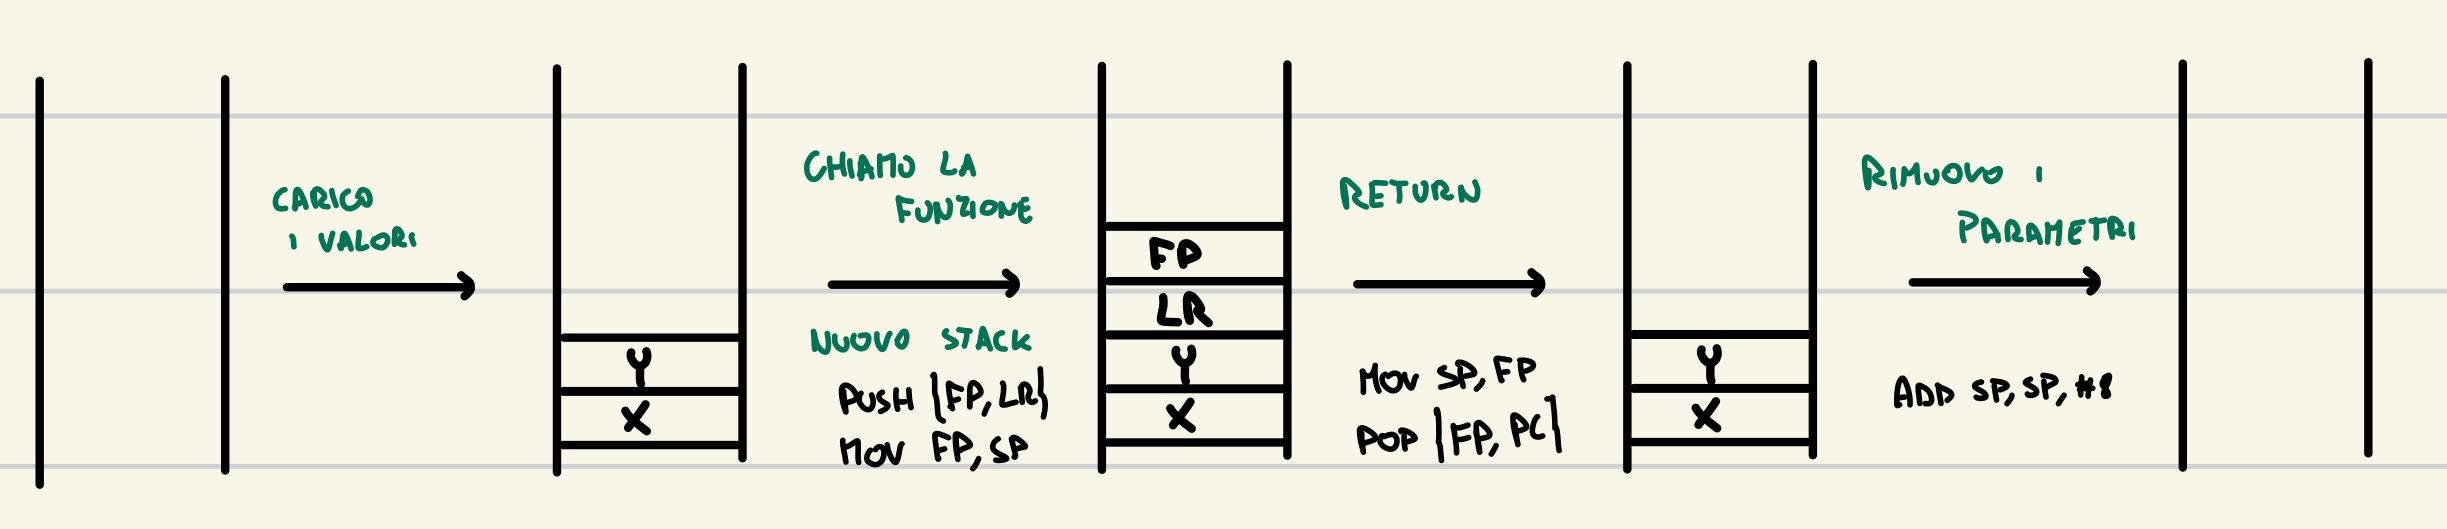 CARICO
I VALORI
Y
X
CHIAMO LA
FUNZIONE
NUOVO STACK
PUSH {FP, LR}
MOV FP, SP
FP
LR
Y
X
RETURN
MOV SP, FP
POP {FP, PC}
Y
X
RIMUOVO I
PARAMETRI
ADD SP, SP, #8